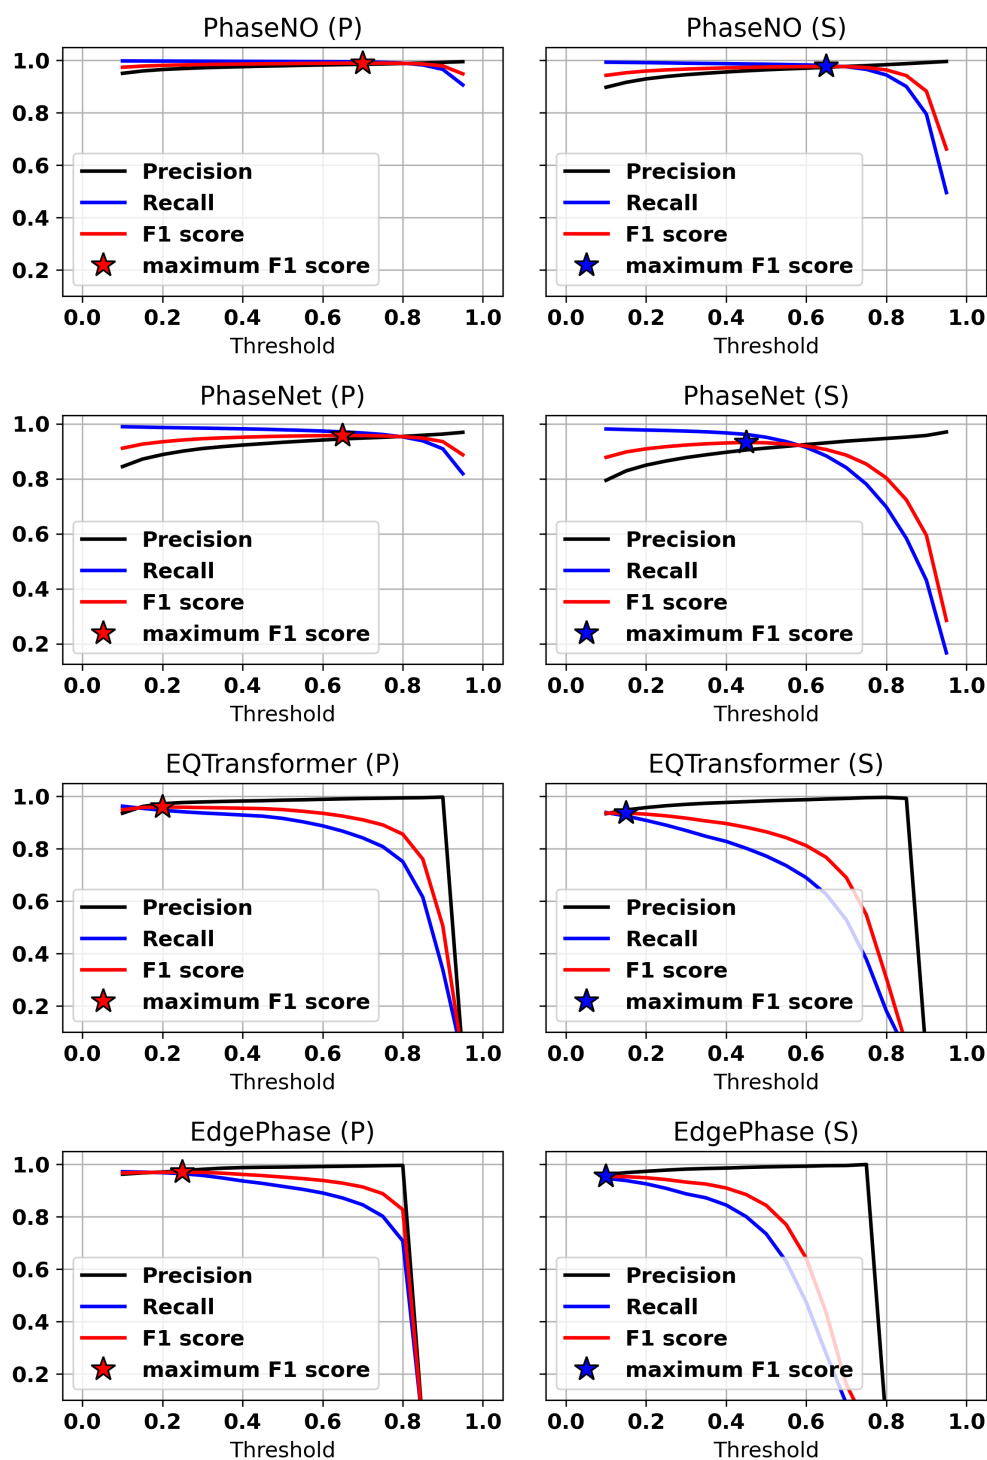 PhaseNO (P)
1.0
0.8
0.6
0.4
0.2
Precision
Recall
F1 score
maximum F1 score
0.0 0.2 0.4 0.6 0.8 1.0
Threshold
PhaseNO (S)
Precision
Recall
F1 score
maximum F1 score
0.0 0.2 0.4 0.6 0.8 1.0
Threshold
PhaseNet (P)
1.0
0.8
0.6
0.4
0.2
Precision
Recall
F1 score
maximum F1 score
0.0 0.2 0.4 0.6 0.8 1.0
Threshold
PhaseNet (S)
Precision
Recall
F1 score
maximum F1 score
0.0 0.2 0.4 0.6 0.8 1.0
Threshold
EQTransformer (P)
1.0
0.8
0.6
0.4
0.2
Precision
Recall
F1 score
maximum F1 score
0.0 0.2 0.4 0.6 0.8 1.0
Threshold
EQTransformer (S)
Precision
Recall
F1 score
maximum F1 score
0.0 0.2 0.4 0.6 0.8 1.0
Threshold
EdgePhase (P)
1.0
0.8
0.6
0.4
0.2
Precision
Recall
F1 score
maximum F1 score
0.0 0.2 0.4 0.6 0.8 1.0
Threshold
EdgePhase (S)
Precision
Recall
F1 score
maximum F1 score
0.0 0.2 0.4 0.6 0.8 1.0
Threshold